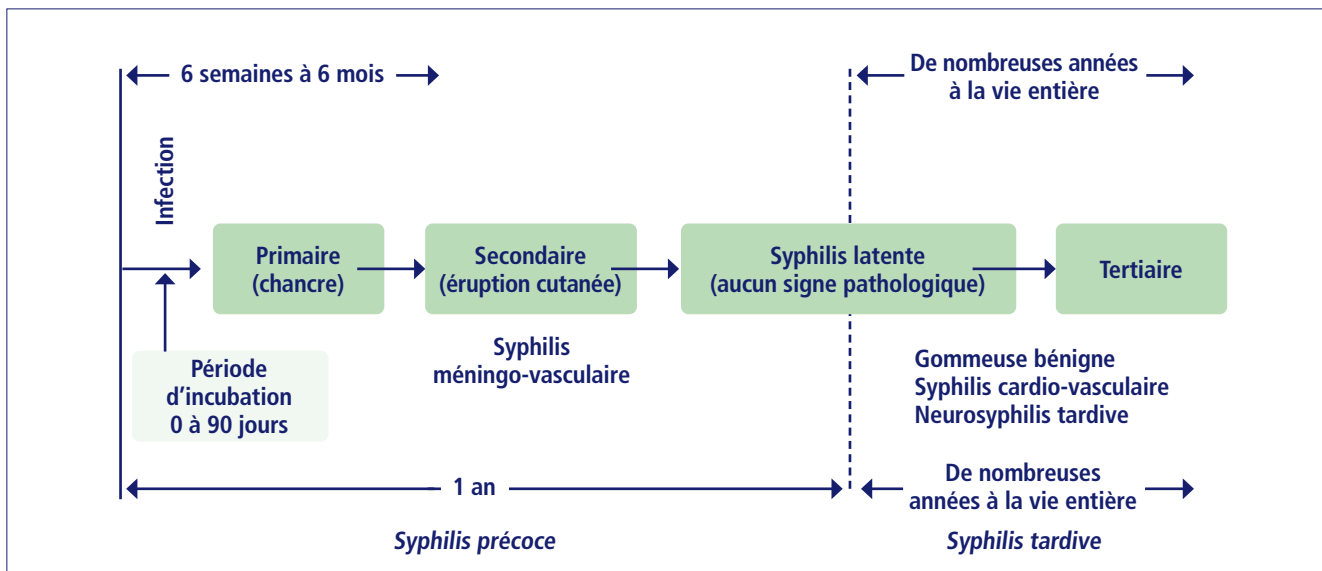 6 semaines à 6 mois
De nombreuses années
à la vie entière
Infection
Primaire
(chancre)
Secondaire
(éruption cutanée)
Syphilis latente
(aucun signe pathologique)
Tertiaire
Période
d’incubation
0 à 90 jours
Syphilis
méningo-vasculaire
Gommeuse bénigne
Syphilis cardio-vasculaire
Neurosyphilis tardive
1 an
De nombreuses
années à la vie entière
Syphilis précoce
Syphilis tardive